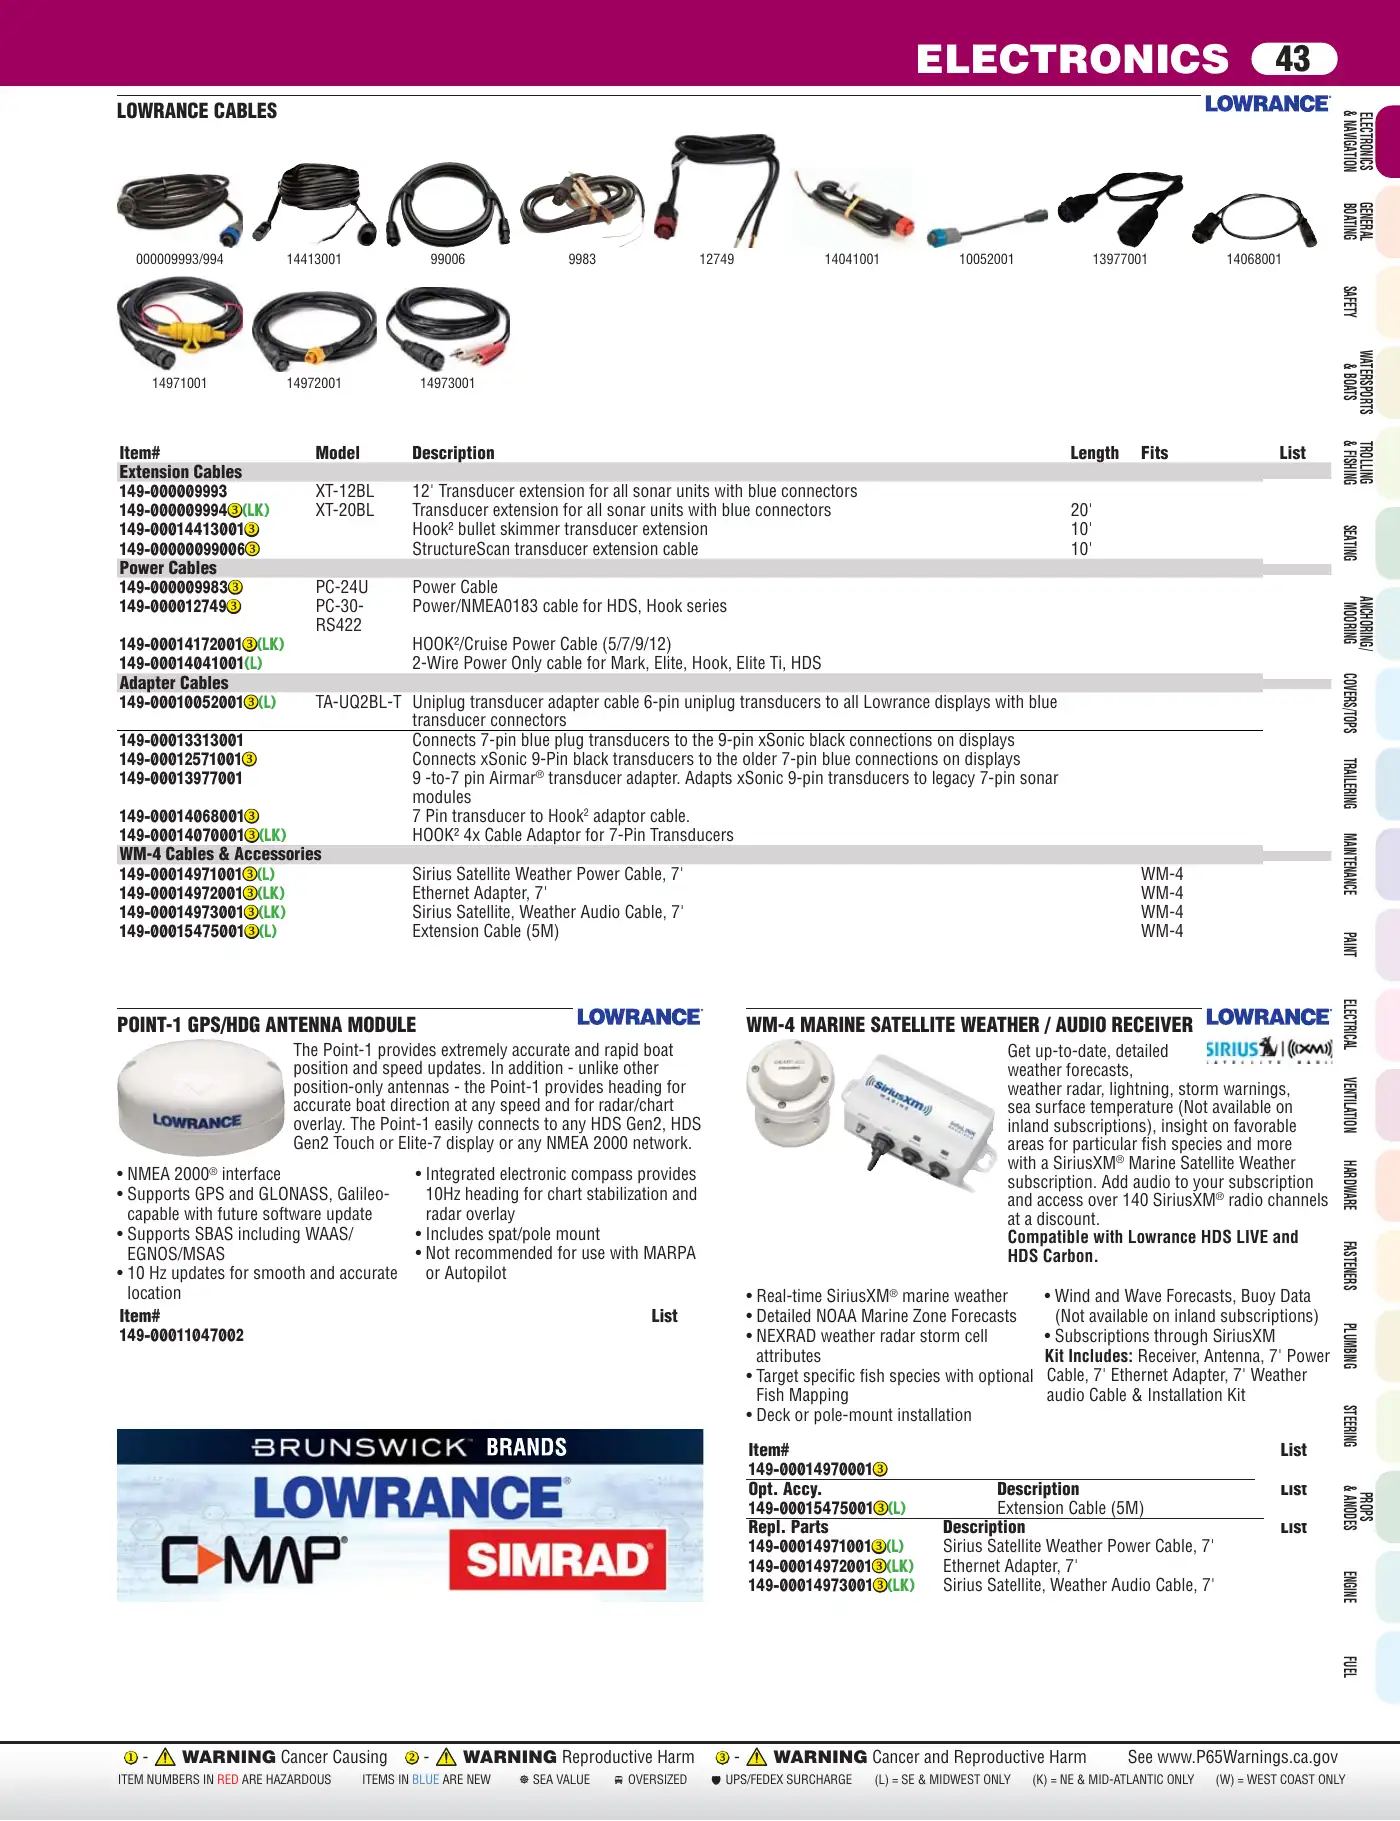 ELECTRONICS 43
LOWRANCE CABLES
LOWRANCE®
000009993/994 14413001 99006 9983 12749 14041001 10052001 13977001 14068001
14971001 14972001 14973001
Item# Model Description Length Fits List
Extension Cables
149-000009993 XT-12BL 12' Transducer extension for all sonar units with blue connectors
149-000009994③(LK) XT-20BL Transducer extension for all sonar units with blue connectors 20'
149-00014413001③ Hook² bullet skimmer transducer extension 10'
149-00000099006③ StructureScan transducer extension cable 10'
Power Cables
149-000009983③ PC-24U Power Cable
149-000012749③ PC-30- Power/NMEA0183 cable for HDS, Hook series
RS422
149-00014172001③(LK) HOOK²/Cruise Power Cable (5/7/9/12)
149-00014041001(L) 2-Wire Power Only cable for Mark, Elite, Hook, Elite Ti, HDS
Adapter Cables
149-00010052001③(L) TA-UQ2BL-T Uniplug transducer adapter cable 6-pin uniplug transducers to all Lowrance displays with blue
transducer connectors
149-00013313001 Connects 7-pin blue plug transducers to the 9-pin xSonic black connections on displays
149-00012571001③ Connects xSonic 9-Pin black transducers to the older 7-pin blue connections on displays
149-00013977001 9 -to-7 pin Airmar® transducer adapter. Adapts xSonic 9-pin transducers to legacy 7-pin sonar
modules
149-00014068001③ 7 Pin transducer to Hook² adaptor cable.
149-00014070001③(LK) HOOK² 4x Cable Adaptor for 7-Pin Transducers
WM-4 Cables & Accessories
149-00014971001③(L) Sirius Satellite Weather Power Cable, 7' WM-4
149-00014972001③(LK) Ethernet Adapter, 7' WM-4
149-00014973001③(LK) Sirius Satellite, Weather Audio Cable, 7' WM-4
149-00015475001③(L) Extension Cable (5M) WM-4
POINT-1 GPS/HDG ANTENNA MODULE
LOWRANCE®
LOWRANCE
The Point-1 provides extremely accurate and rapid boat
position and speed updates. In addition - unlike other
position-only antennas - the Point-1 provides heading for
accurate boat direction at any speed and for radar/chart
overlay. The Point-1 easily connects to any HDS Gen2, HDS
Gen2 Touch or Elite-7 display or any NMEA 2000 network.
• NMEA 2000® interface
• Supports GPS and GLONASS, Galileo-
capable with future software update
• Supports SBAS including WAAS/
EGNOS/MSAS
• 10 Hz updates for smooth and accurate
location
• Integrated electronic compass provides
10Hz heading for chart stabilization and
radar overlay
• Includes spat/pole mount
• Not recommended for use with MARPA
or Autopilot
Item# List
149-00011047002
BRUNSWICK™ BRANDS
LOWRANCE®
C-MAP®
SIMRAD®
WM-4 MARINE SATELLITE WEATHER / AUDIO RECEIVER
LOWRANCE®
SIRIUS | ((XM))
SATELLITE RADIO
SiriusXM
MARINE
Get up-to-date, detailed
weather forecasts,
weather radar, lightning, storm warnings,
sea surface temperature (Not available on
inland subscriptions), insight on favorable
areas for particular fish species and more
with a SiriusXM® Marine Satellite Weather
subscription. Add audio to your subscription
and access over 140 SiriusXM® radio channels
at a discount.
Compatible with Lowrance HDS LIVE and
HDS Carbon.
• Real-time SiriusXM® marine weather
• Detailed NOAA Marine Zone Forecasts
• NEXRAD weather radar storm cell
attributes
• Target specific fish species with optional
Fish Mapping
• Deck or pole-mount installation
• Wind and Wave Forecasts, Buoy Data
(Not available on inland subscriptions)
• Subscriptions through SiriusXM
Kit Includes: Receiver, Antenna, 7' Power
Cable, 7' Ethernet Adapter, 7' Weather
audio Cable & Installation Kit
Item# List
149-00014970001③
Opt. Accy. Description List
149-00015475001③(L) Extension Cable (5M)
Repl. Parts Description List
149-00014971001③(L) Sirius Satellite Weather Power Cable, 7'
149-00014972001③(LK) Ethernet Adapter, 7'
149-00014973001③(LK) Sirius Satellite, Weather Audio Cable, 7'
ELECTRONICS
& NAVIGATION
GENERAL
BOATING
SAFETY
WATERSPORTS
& BOATS
TROLLING
& FISHING
SEATING
ANCHORING/
MOORING
COVERS/TOPS
TRAILERING
MAINTENANCE
PAINT
ELECTRICAL
VENTILATION
HARDWARE
FASTENERS
PLUMBING
STEERING
PROPS
& ANODES
ENGINE
FUEL
① - ⚠ WARNING Cancer Causing ② - ⚠ WARNING Reproductive Harm ③ - ⚠ WARNING Cancer and Reproductive Harm See www.P65Warnings.ca.gov
ITEM NUMBERS IN RED ARE HAZARDOUS ITEMS IN BLUE ARE NEW SEA VALUE OVERSIZED UPS/FEDEX SURCHARGE (L) = SE & MIDWEST ONLY (K) = NE & MID-ATLANTIC ONLY (W) = WEST COAST ONLY